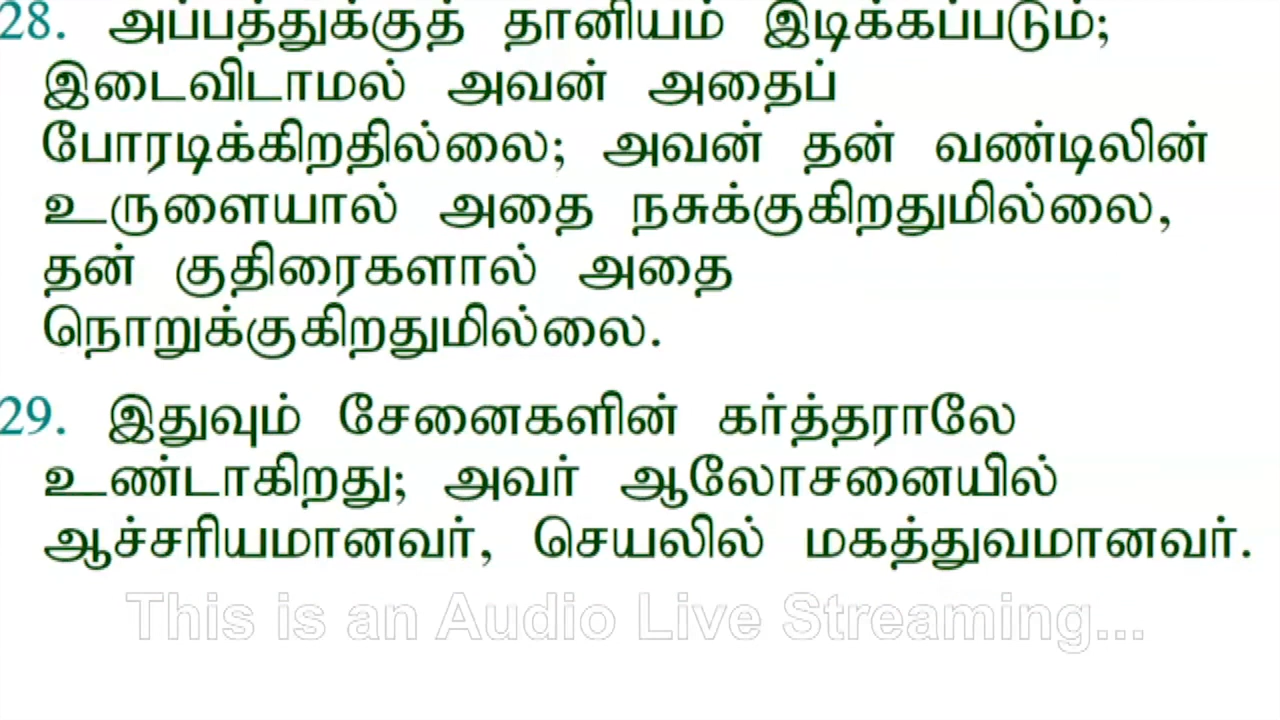 28. அப்பத்துக்குத் தானியம் இடிக்கப்படும்;
இடைவிடாமல் அவன் அதைப்
போரடிக்கிறதில்லை; அவன் தன் வண்டிலின்
உருளையால் அதை நசுக்குகிறதுமில்லை,
தன் குதிரைகளால் அதை
நொறுக்குகிறதுமில்லை.
29. இதுவும் சேனைகளின் கர்த்தராலே
உண்டாகிறது; அவர் ஆலோசனையில்
ஆச்சரியமானவர், செயலில் மகத்துவமானவர்.
This is an Audio Live Streaming...